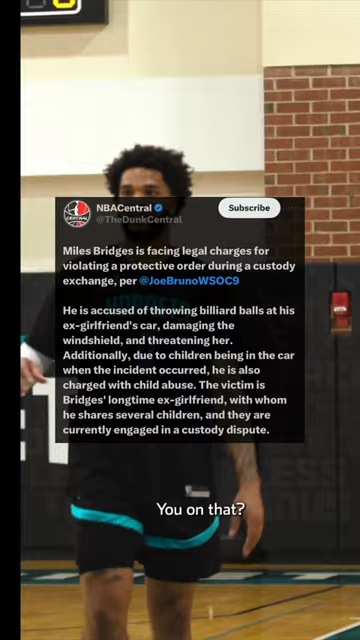 NBACentral
@TheDunkCentral
Subscribe
Miles Bridges is facing legal charges for
violating a protective order during a custody
exchange, per @JoeBrunoWSOC9
He is accused of throwing billiard balls at his
ex-girlfriend's car, damaging the
windshield, and threatening her.
Additionally, due to children being in the car
when the incident occurred, he is also
charged with child abuse. The victim is
Bridges' longtime ex-girlfriend, with whom
he shares several children, and they are
currently engaged in a custody dispute.
You on that?